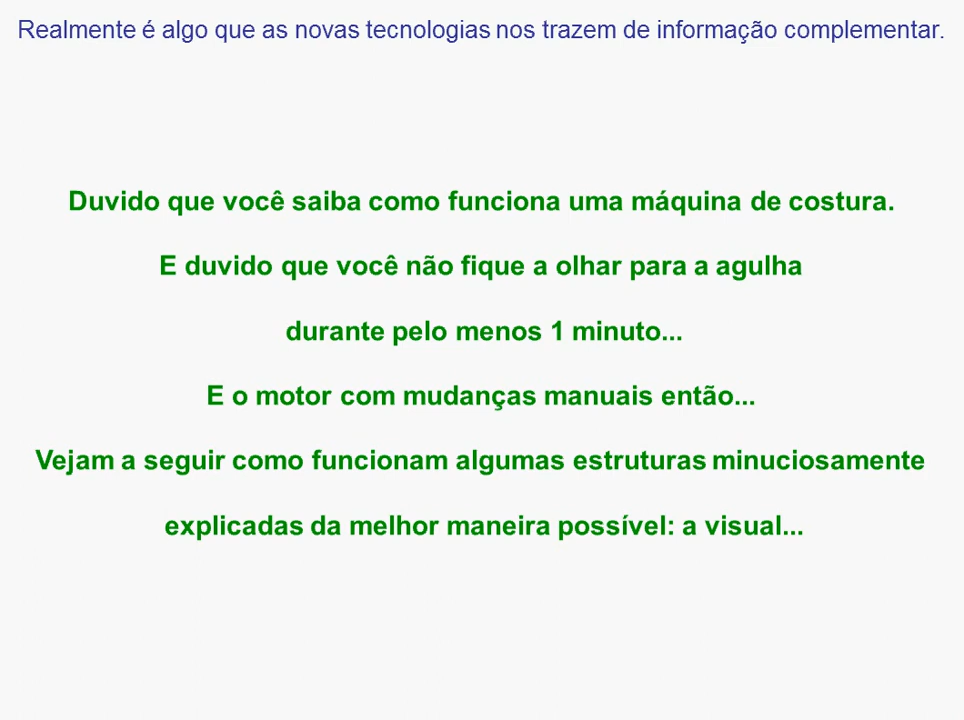 Realmente é algo que as novas tecnologias nos trazem de informação complementar.
Duvido que você saiba como funciona uma máquina de costura.
E duvido que você não fique a olhar para a agulha
durante pelo menos 1 minuto...
E o motor com mudanças manuais então...
Vejam a seguir como funcionam algumas estruturas minuciosamente
explicadas da melhor maneira possível: a visual...